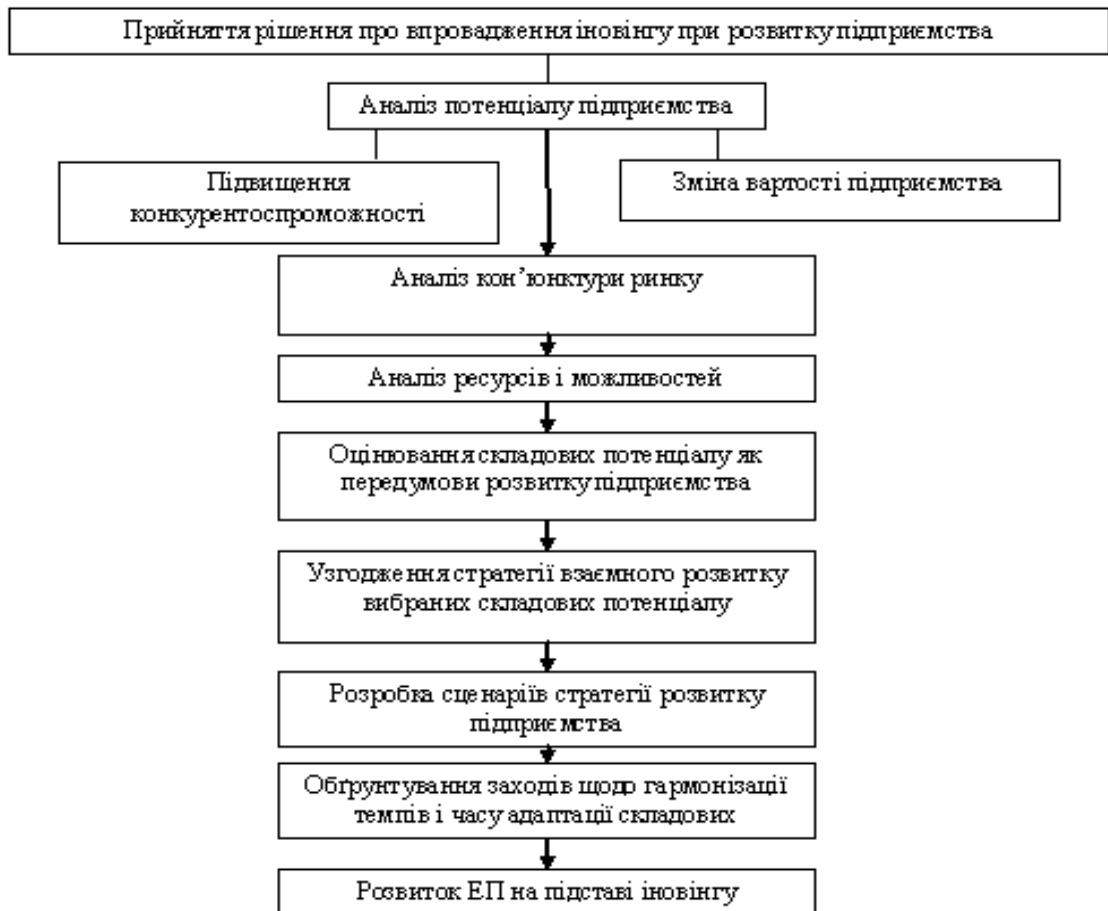 Прийняття рішення про впровадження іновінгу при розвитку підприємства
Аналіз потенціалу підприємства
Підвищення
конкурентоспроможності
Зміна вартості підприємства
Аналіз кон’юнктури ринку
Аналіз ресурсів і можливостей
Оцінювання складових потенціалу як
передумови розвитку підприємства
Узгодження стратегії взаємного розвитку
вибраних складових потенціалу
Розробка сценаріїв стратегії розвитку
підприємства
Обґрунтування заходів щодо гармонізації
темпів і часу адаптації складових
Розвиток ЕП на підставі іновінгу